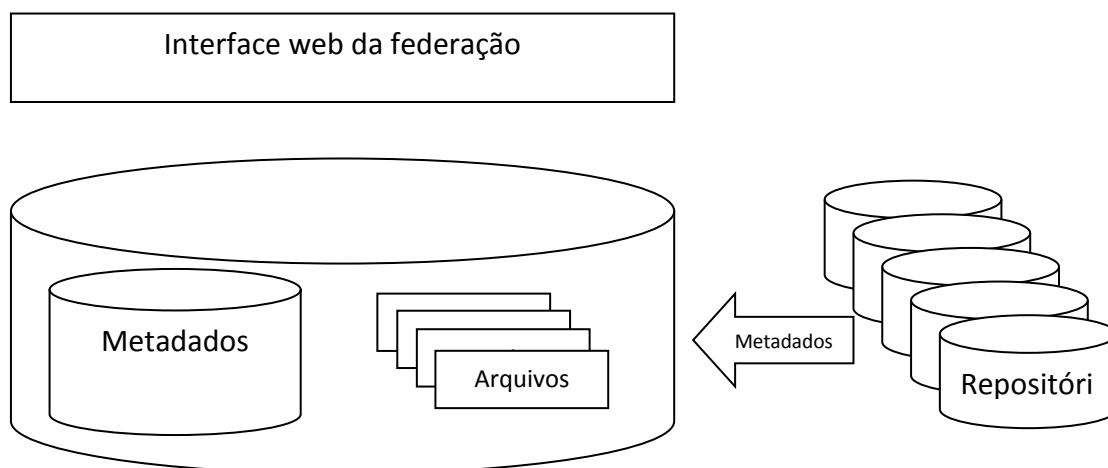 Interface web da federação
Metadados
Arquivos
Metadados
Repositóri